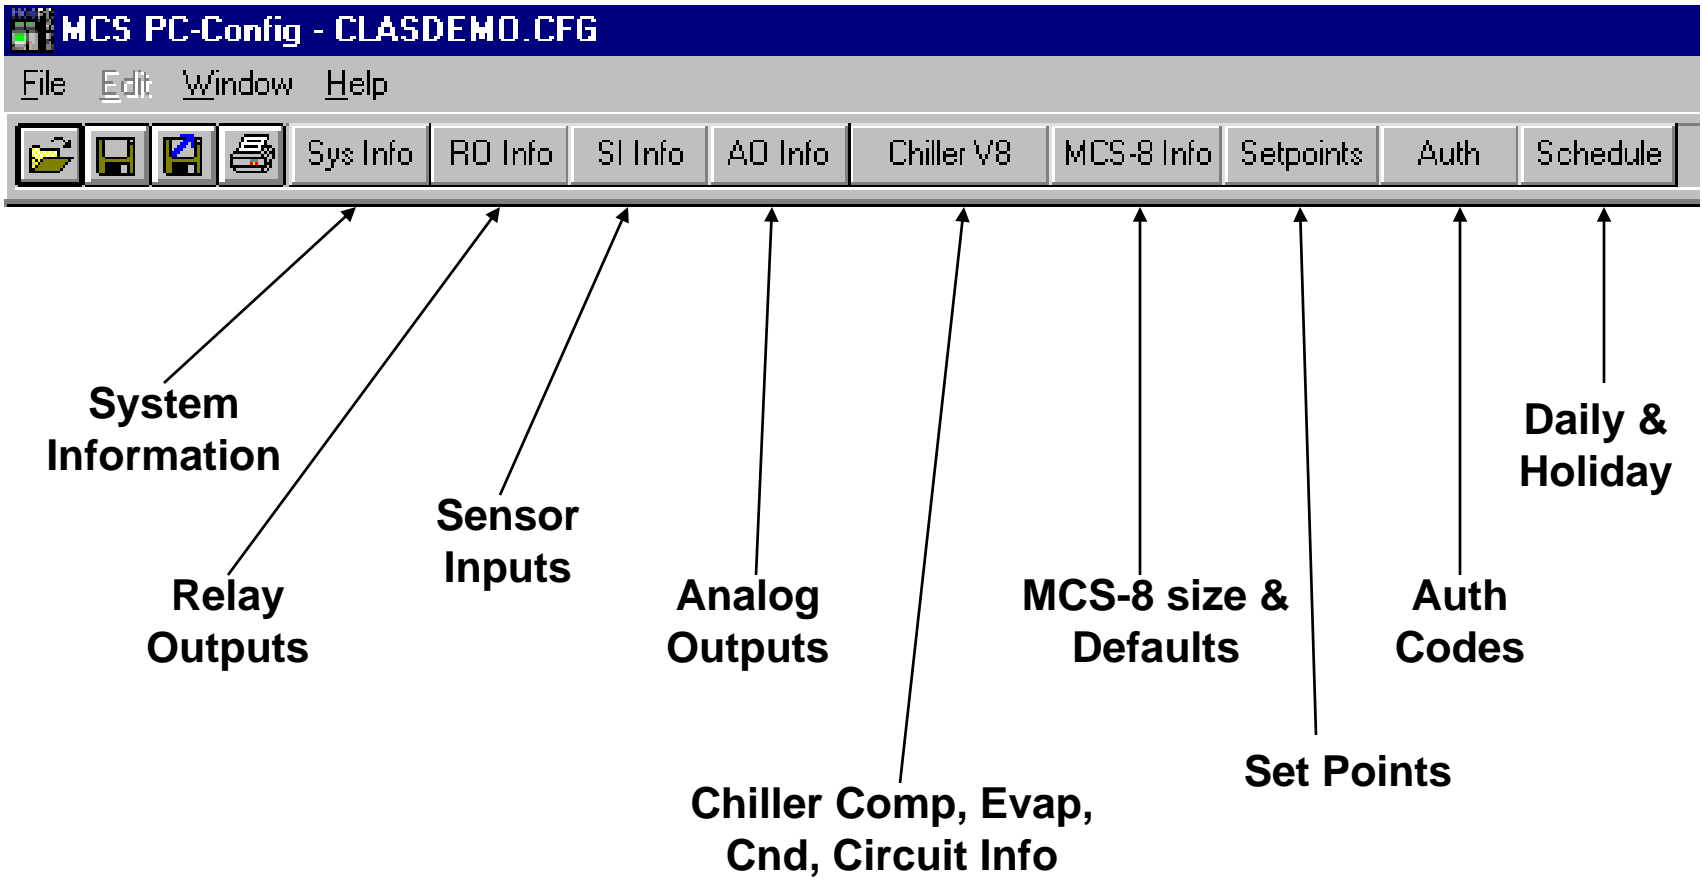 MCS PC-Config - CLASDEMO.CFG
File Edit Window Help
Sys Info RO Info SI Info AO Info Chiller V8 MCS-8 Info Setpoints Auth Schedule
System
Information
Daily &
Holiday
Sensor
Inputs
Relay
Outputs
Analog
Outputs
MCS-8 size &
Defaults
Auth
Codes
Set Points
Chiller Comp, Evap,
Cnd, Circuit Info